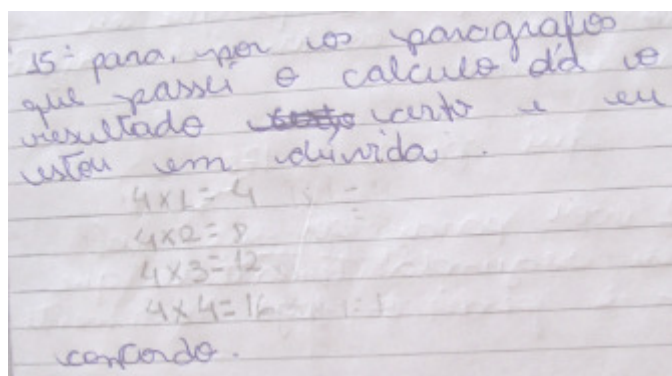 15- para. por os paragrafos
que passei o calculo dá o
resultado certo e eu
estou em dúvida.
4x1=4
4x2=8
4x3=12
4x4=16
concordo.